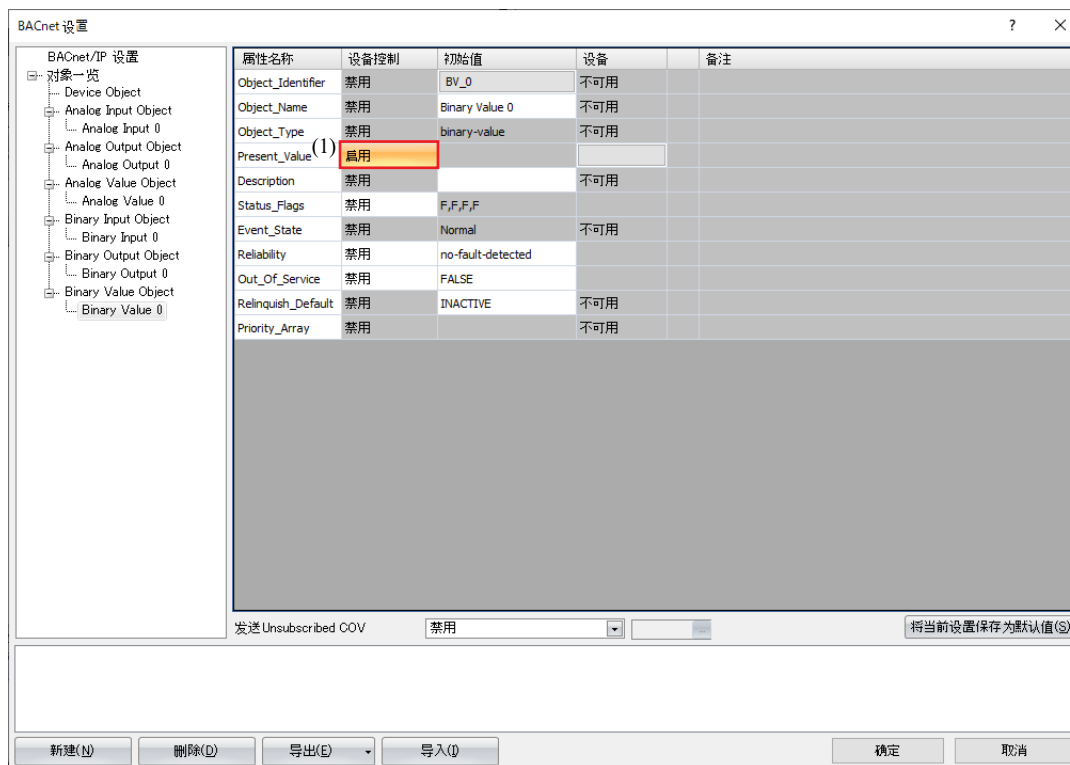 BACnet 设置
? ×
BACnet/IP 设置
对象一览
Device Object
Analog Input Object
Analog Input 0
Analog Output Object
Analog Output 0
Analog Value Object
Analog Value 0
Binary Input Object
Binary Input 0
Binary Output Object
Binary Output 0
Binary Value Object
Binary Value 0
属性名称 设备控制 初始值 设备 备注
Object_Identifier 禁用 BV_0 不可用
Object_Name 禁用 Binary Value 0 不可用
Object_Type 禁用 binary-value 不可用
Present_Value (1) 启用
Description 禁用 不可用
Status_Flags 禁用 F,F,F,F
Event_State 禁用 Normal 不可用
Reliability 禁用 no-fault-detected
Out_Of_Service 禁用 FALSE
Relinquish_Default 禁用 INACTIVE 不可用
Priority_Array 禁用 不可用
发送 Unsubscribed COV 禁用 ... 将当前设置保存为默认值(S)
新建(N) 删除(D) 导出(E) 导入(I) 确定 取消